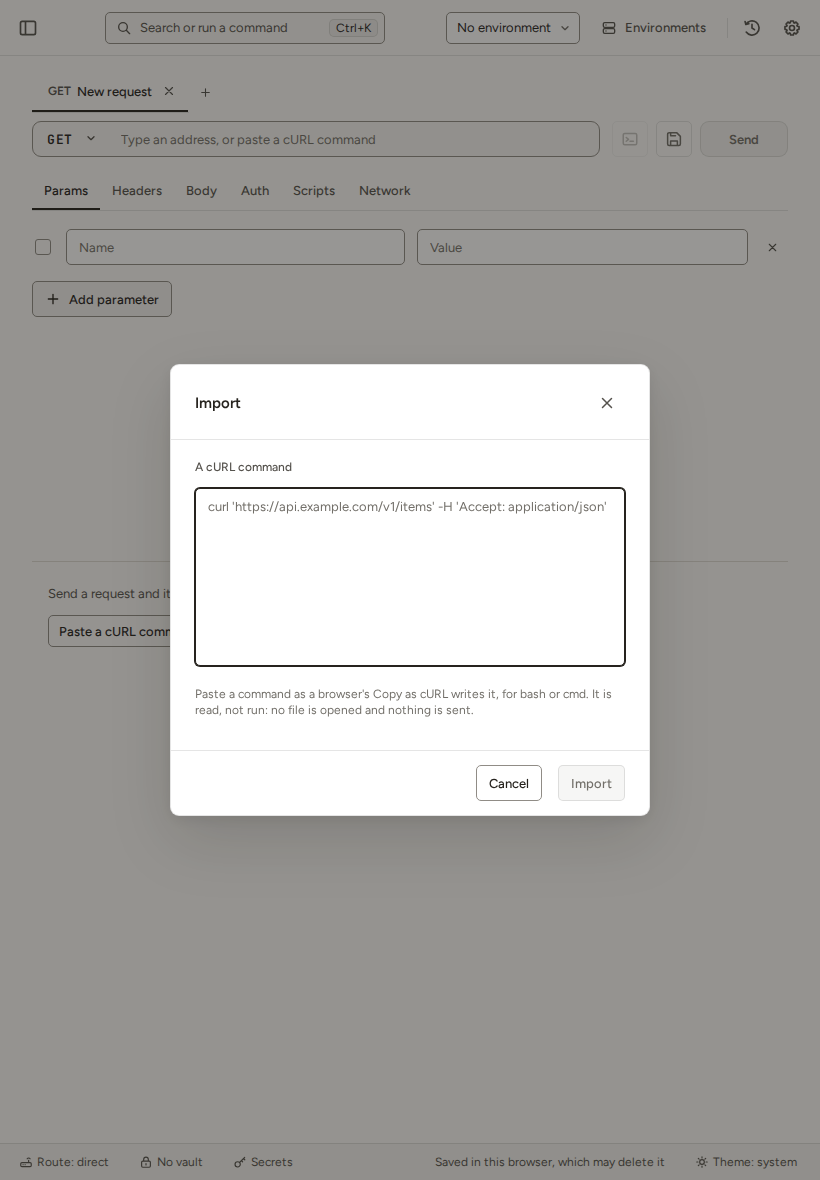 Search or run a command Ctrl+K No environment Environments
GET New request
GET Type an address, or paste a cURL command Send
Params Headers Body Auth Scripts Network
Name Value
Add parameter
Import
A cURL command
curl 'https://api.example.com/v1/items' -H 'Accept: application/json'
Send a request and it
Paste a cURL comm
Paste a command as a browser's Copy as cURL writes it, for bash or cmd. It is
read, not run: no file is opened and nothing is sent.
Cancel Import
Route: direct No vault Secrets Saved in this browser, which may delete it Theme: system